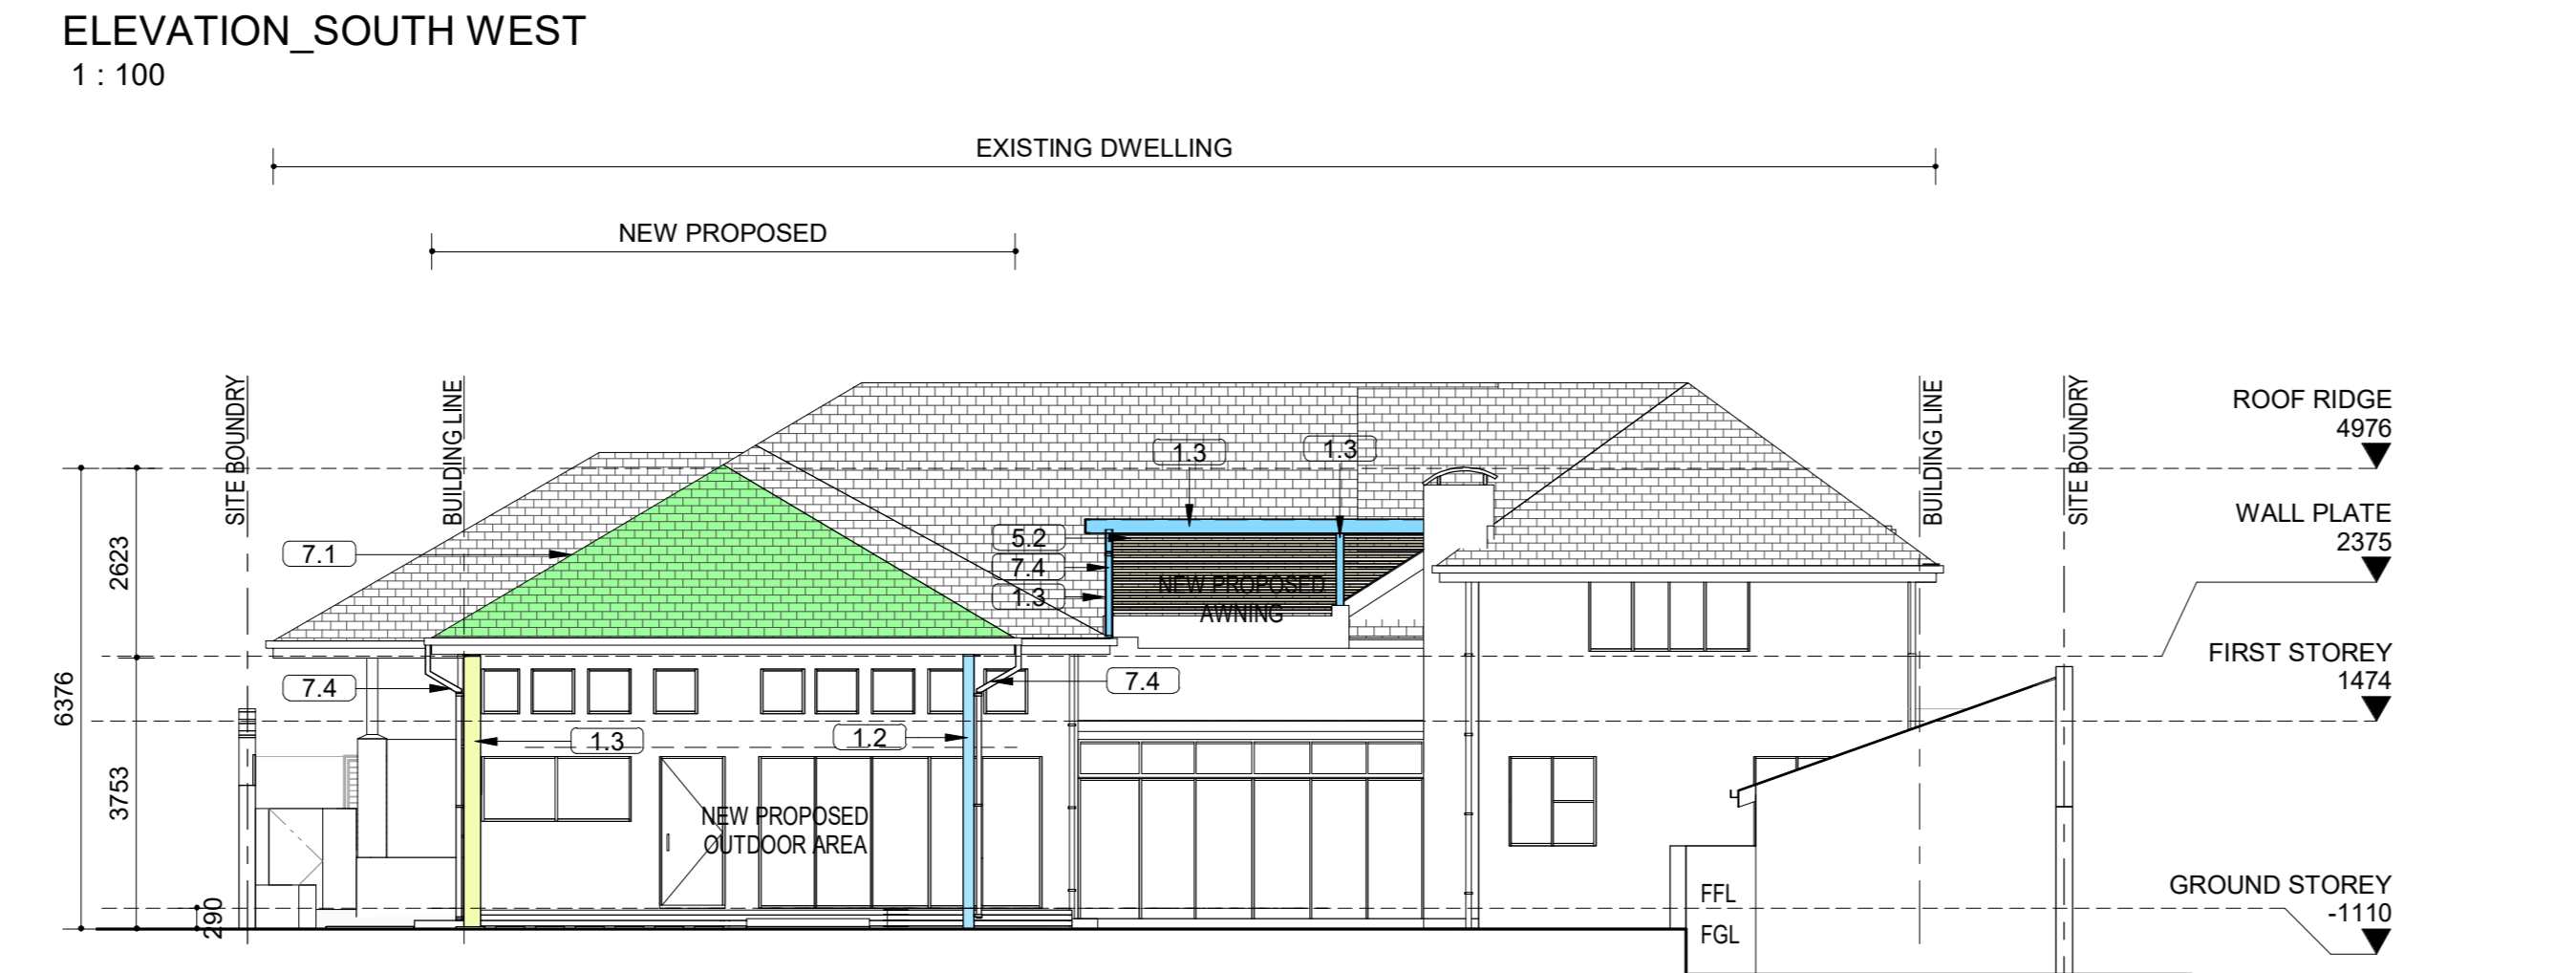 ELEVATION_SOUTH WEST
1 : 100
EXISTING DWELLING
NEW PROPOSED
SITE BOUNDRY
BUILDING LINE
BUILDING LINE
SITE BOUNDRY
ROOF RIDGE
4976
WALL PLATE
2375
FIRST STOREY
1474
GROUND STOREY
-1110
6376
2623
3753
290
7.1
7.4
1.3
1.2
7.4
1.3
1.3
5.2
7.4
1.3
NEW PROPOSED
AWNING
NEW PROPOSED
OUTDOOR AREA
FFL
FGL